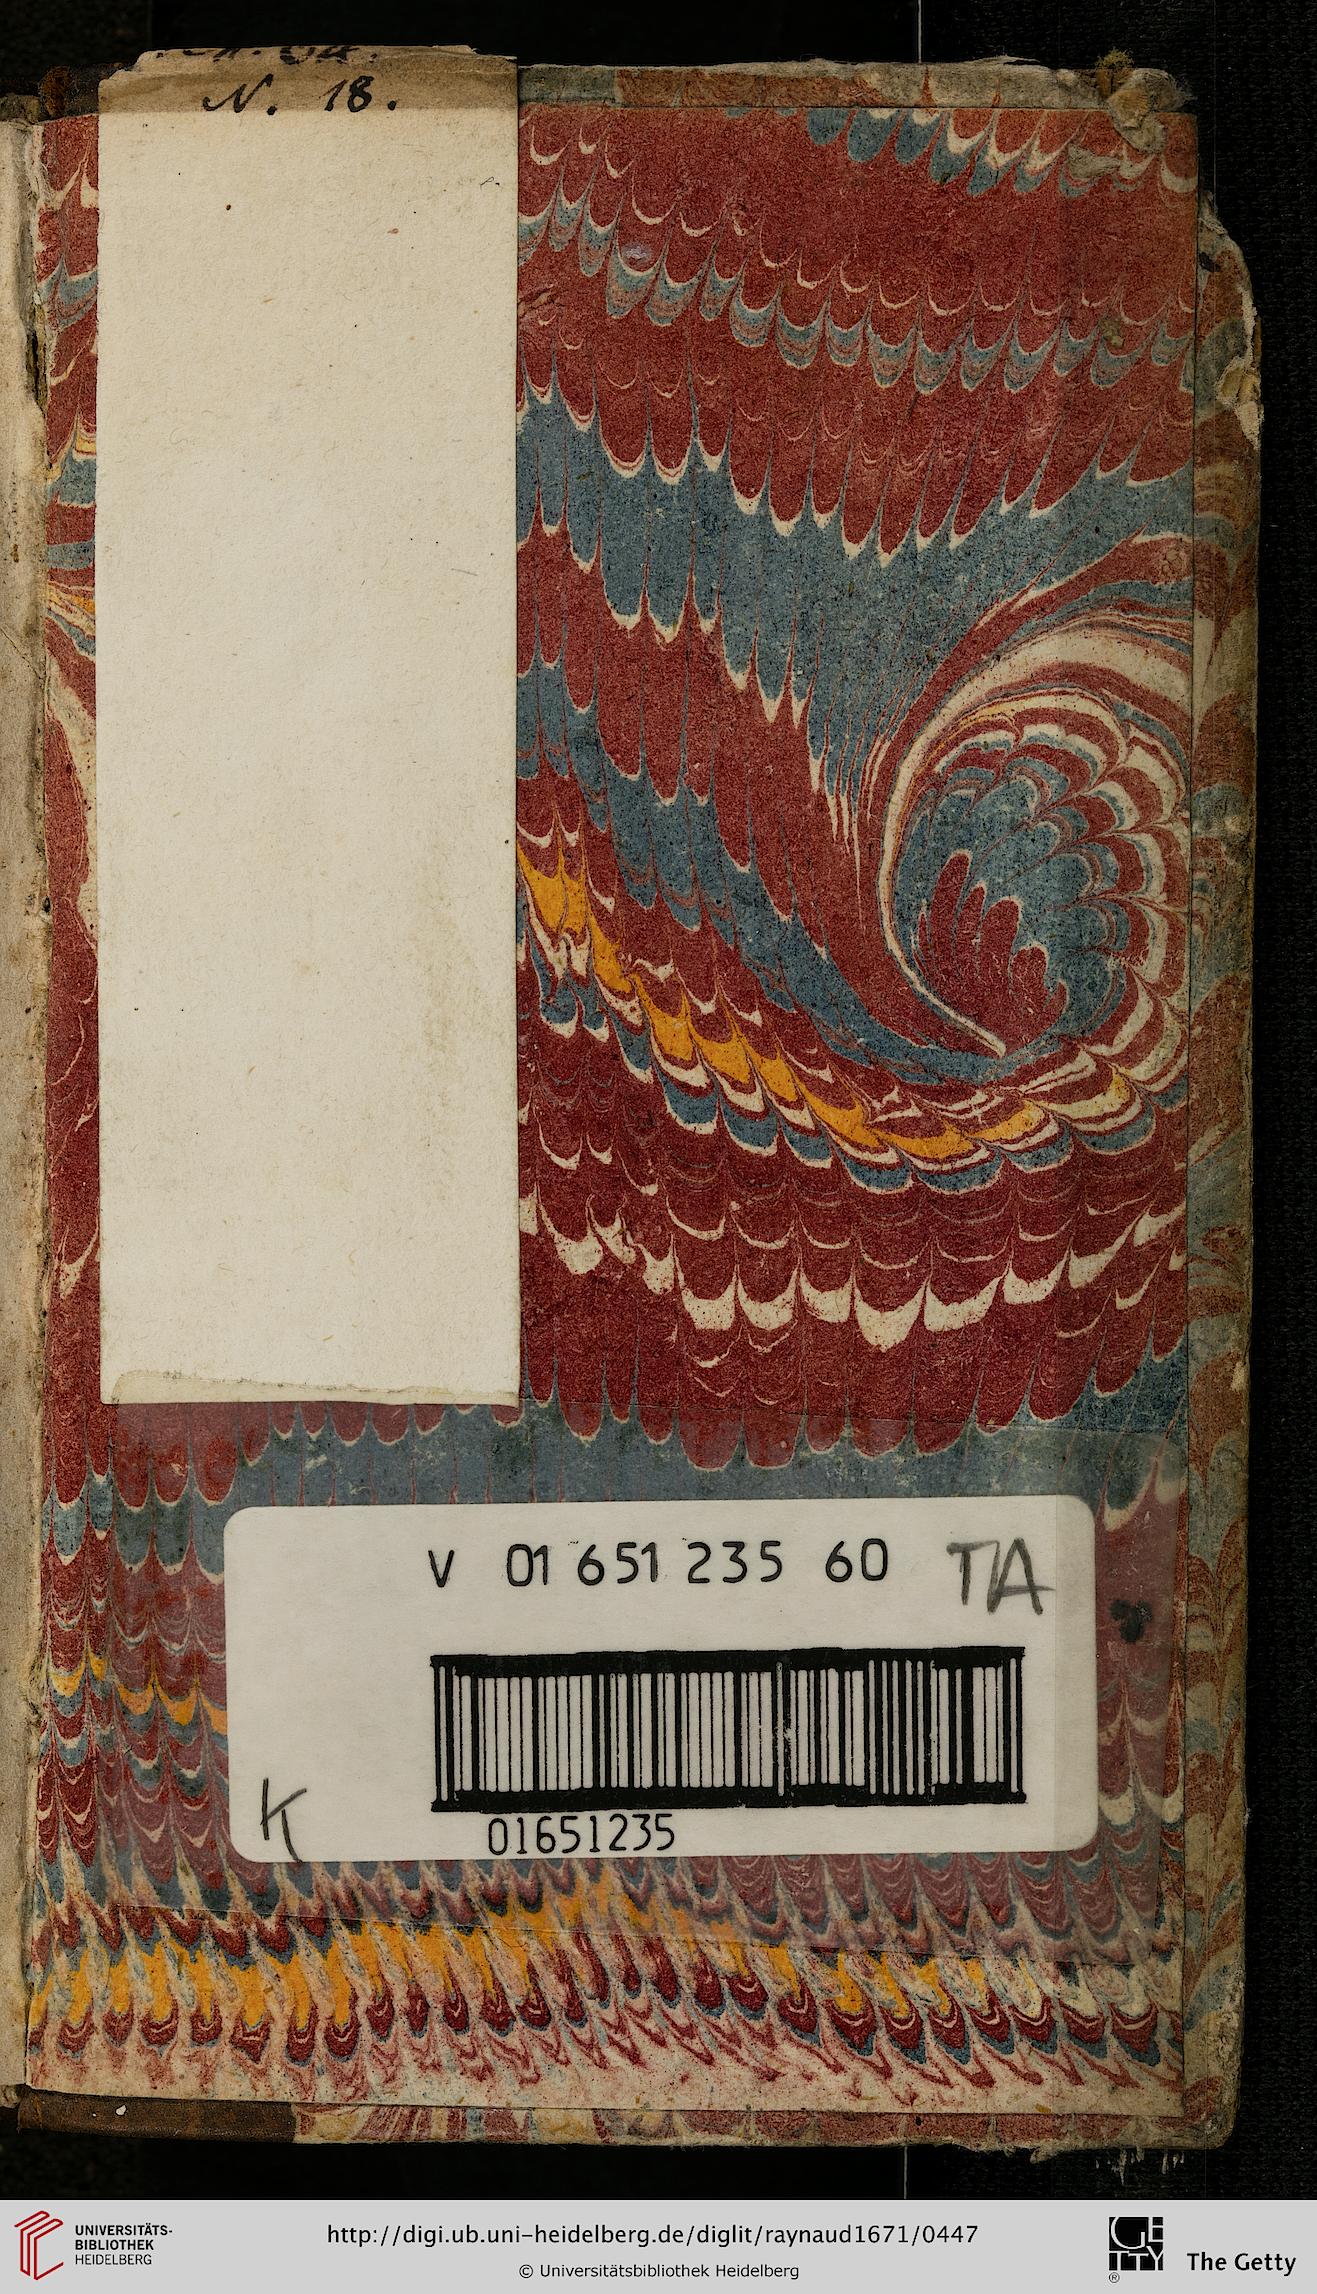 N. 18.
V 01 651 235 60 TA
01651235
K
UNIVERSITÄTS-
BIBLIOTHEK
HEIDELBERG
http://digi.ub.uni-heidelberg.de/diglit/raynaud1671/0447
© Universitätsbibliothek Heidelberg
GETTY
®
The Getty